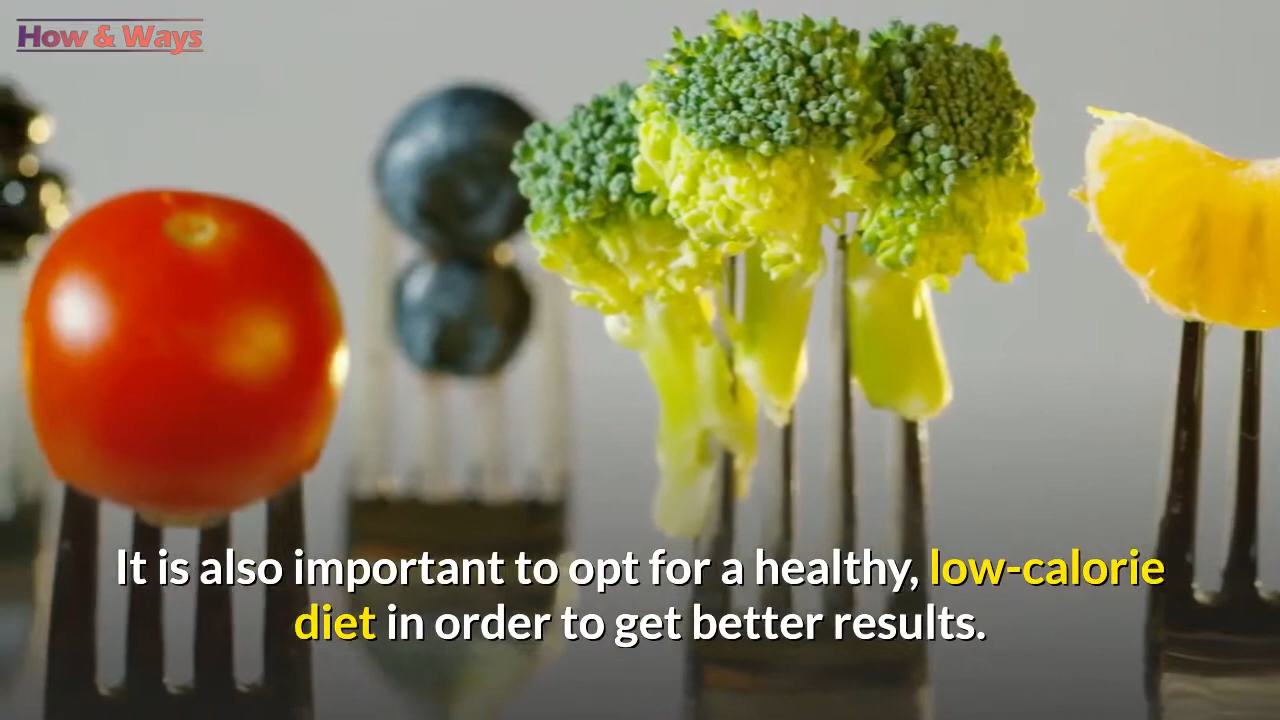 How & Ways
It is also important to opt for a healthy, low-calorie
diet in order to get better results.